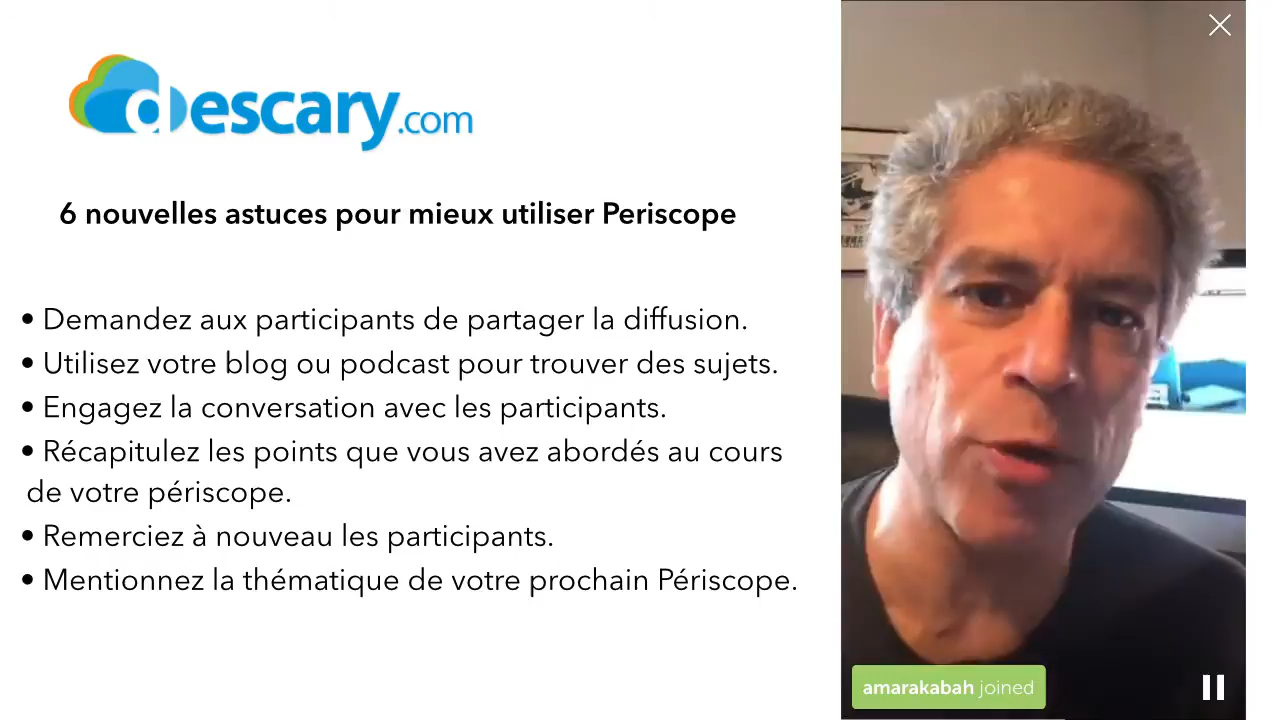 descary.com
6 nouvelles astuces pour mieux utiliser Periscope
• Demandez aux participants de partager la diffusion.
• Utilisez votre blog ou podcast pour trouver des sujets.
• Engagez la conversation avec les participants.
• Récapitulez les points que vous avez abordés au cours
de votre périscope.
• Remerciez à nouveau les participants.
• Mentionnez la thématique de votre prochain Périscope.
amarakabah joined